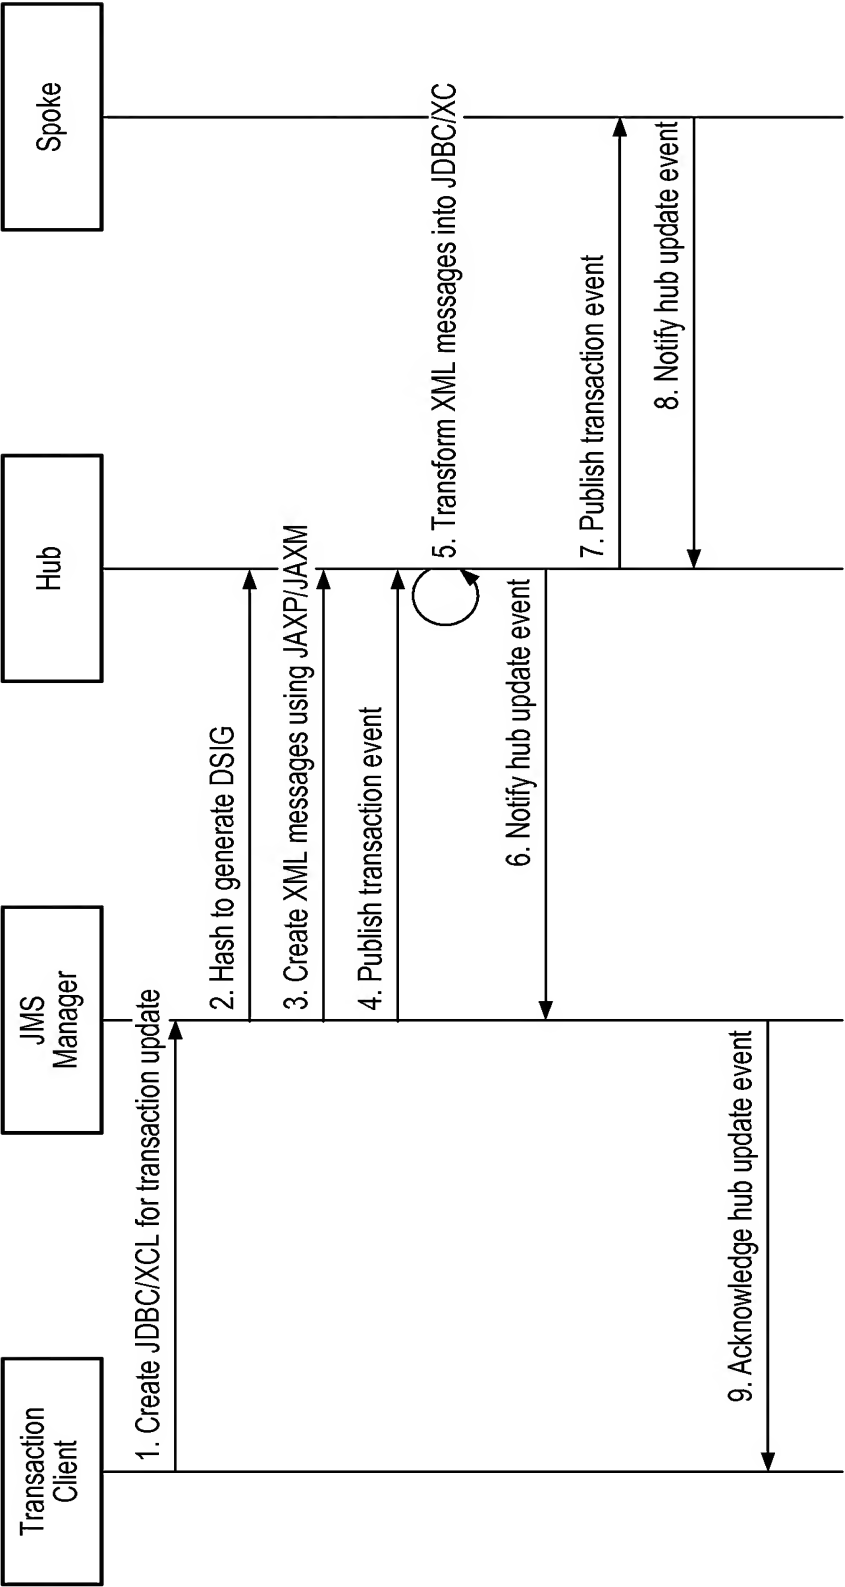 Transaction
Client
JMS
Manager
Hub
Spoke
1. Create JDBC/XCL for transaction update
2. Hash to generate DSIG
3. Create XML messages using JAXP/JAXM
4. Publish transaction event
5. Transform XML messages into JDBC/XC
6. Notify hub update event
7. Publish transaction event
8. Notify hub update event
9. Acknowledge hub update event